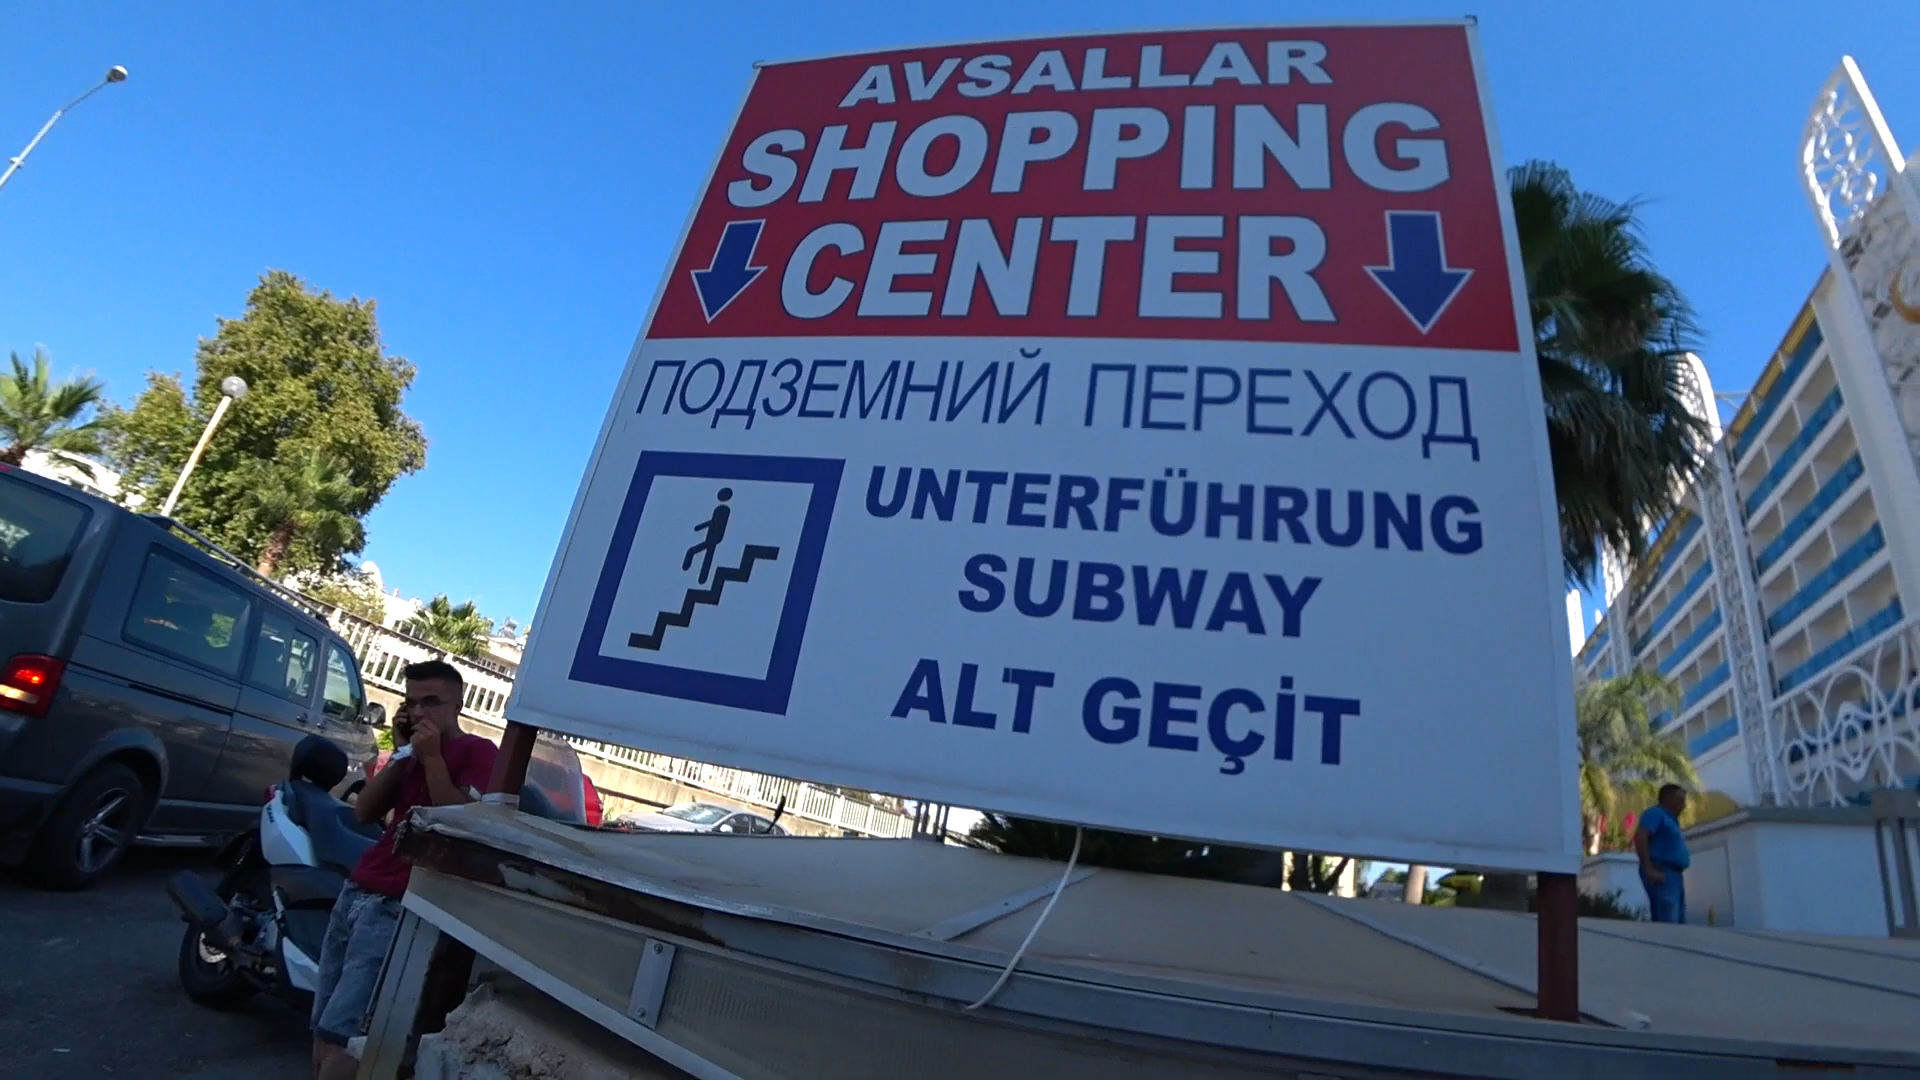 AVSALLAR
SHOPPING
CENTER
ПОДЗЕМНИЙ ПЕРЕХОД
UNTERFÜHRUNG
SUBWAY
ALT GEÇİT